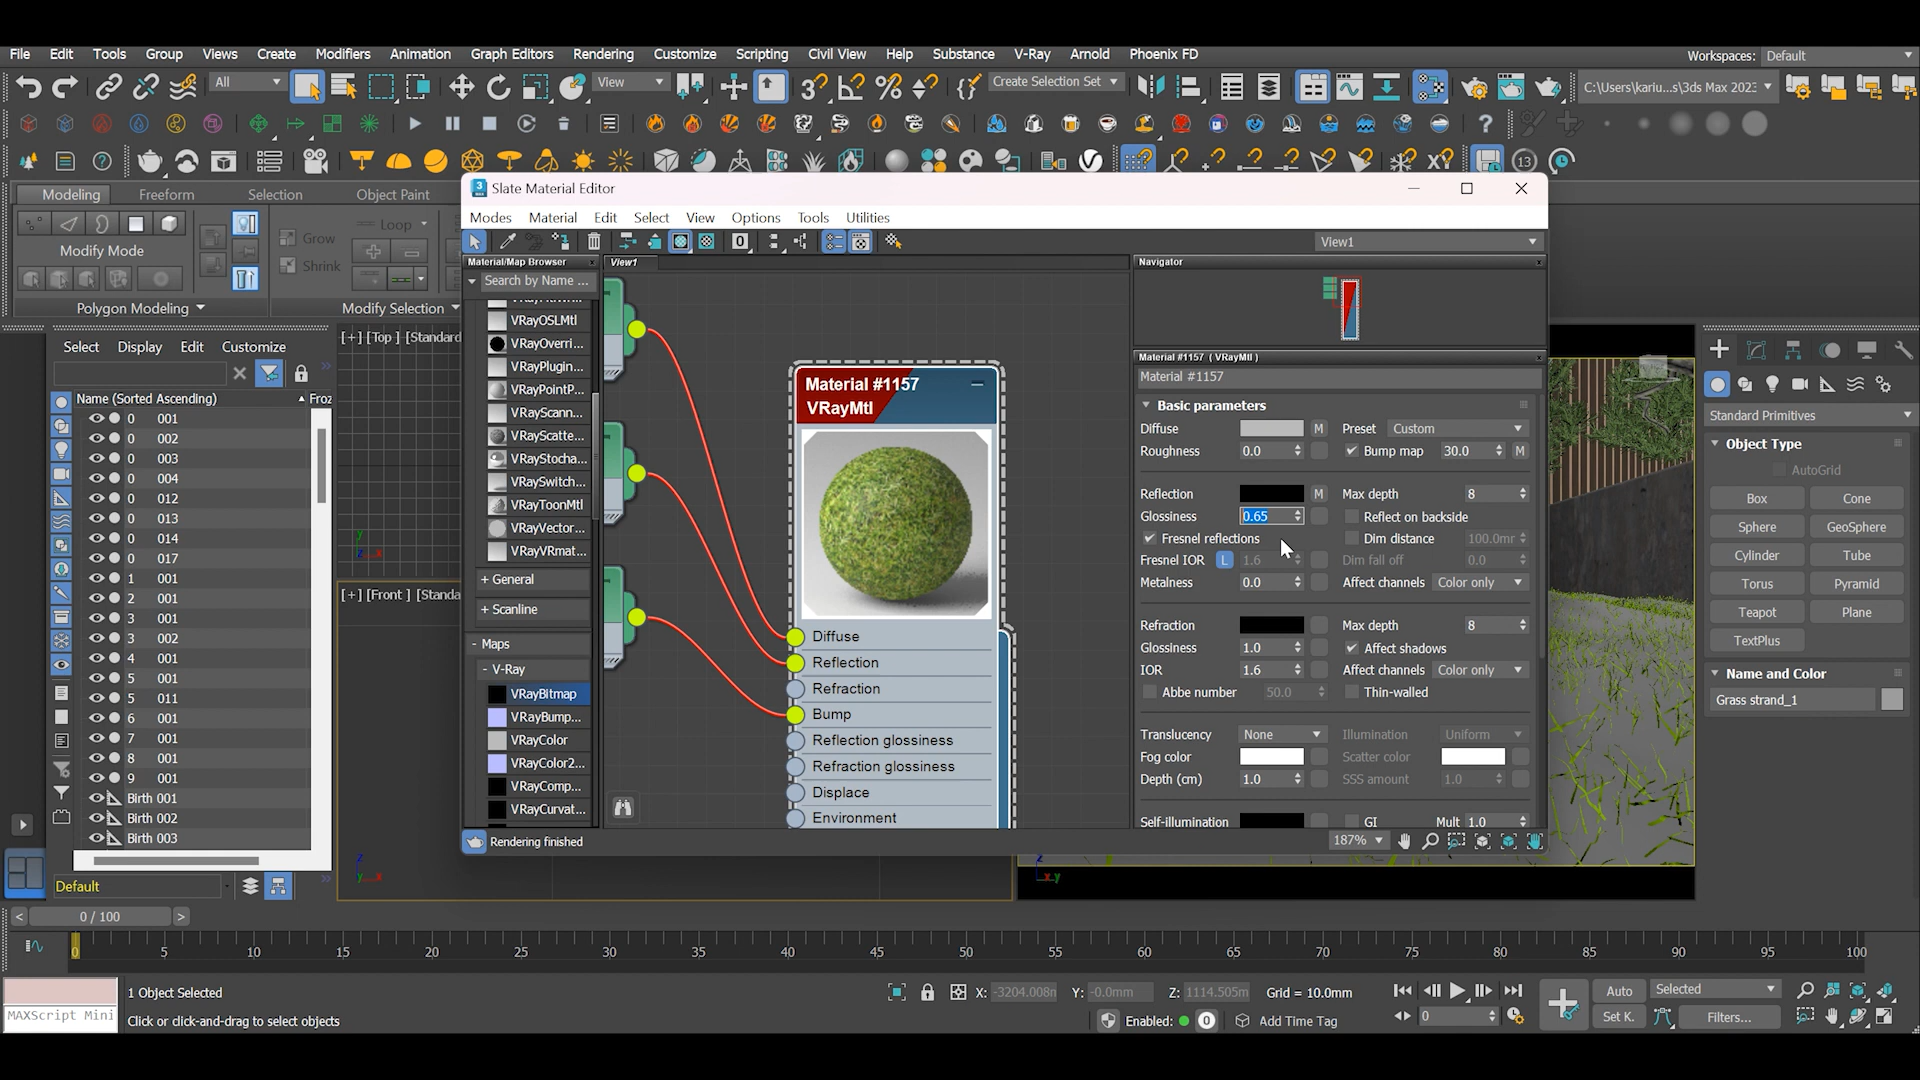 File Edit Tools Group Views Create Modifiers Animation Graph Editors Rendering Customize Scripting Civil View Help Substance V-Ray Arnold Phoenix FD Workspaces: Default
All View Create Selection Set C:\Users\kariu...s\3ds Max 2023
Modeling Freeform Selection Object Paint
Loop
Grow
Modify Mode
Shrink
Polygon Modeling Modify Selection
Select Display Edit Customize
Name (Sorted Ascending) Froz
0 001
0 002
0 003
0 004
0 012
0 013
0 014
0 017
1 001
2 001
3 001
3 002
4 001
5 001
5 011
6 001
7 001
8 001
9 001
Birth 001
Birth 002
Birth 003
Default
[+] [Top ] [Standard
[+] [Front ] [Standa
Slate Material Editor
Modes Material Edit Select View Options Tools Utilities
View1
Material/Map Browser
Search by Name ...
VRayOSLMtl
VRayOverri...
VRayPlugin...
VRayPointP...
VRayScann...
VRayScatte...
VRayStocha...
VRaySwitch...
VRayToonMtl
VRayVector...
VRayVRmat...
+ General
+ Scanline
- Maps
- V-Ray
VRayBitmap
VRayBump...
VRayColor
VRayColor2...
VRayComp...
VRayCurvat...
View1
Material #1157
VRayMtl
Diffuse
Reflection
Refraction
Bump
Reflection glossiness
Refraction glossiness
Displace
Environment
Navigator
Material #1157 ( VRayMtl )
Material #1157
Basic parameters
Diffuse M Preset Custom
Roughness 0.0 Bump map 30.0 M
Reflection M Max depth 8
Glossiness 0.65 Reflect on backside
Fresnel reflections Dim distance 100.0mr
Fresnel IOR L 1.6 Dim fall off 0.0
Metalness 0.0 Affect channels Color only
Refraction Max depth 8
Glossiness 1.0 Affect shadows
IOR 1.6 Affect channels Color only
Abbe number 50.0 Thin-walled
Translucency None Illumination Uniform
Fog color Scatter color
Depth (cm) 1.0 SSS amount 1.0
Self-illumination GI Mult 1.0
Rendering finished
187%
Standard Primitives
Object Type
AutoGrid
Box Cone
Sphere GeoSphere
Cylinder Tube
Torus Pyramid
Teapot Plane
TextPlus
Name and Color
Grass strand_1
0 / 100
0 5 10 15 20 25 30 35 40 45 50 55 60 65 70 75 80 85 90 95 100
1 Object Selected
X: -3204.008n Y: -0.0mm Z: 1114.505m Grid = 10.0mm
Auto Selected
MAXScript Mini
Click or click-and-drag to select objects
Enabled: 0 Add Time Tag
0
Set K. Filters...